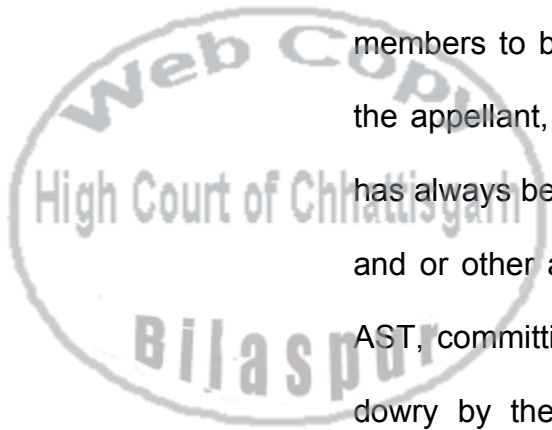 Web Copy
High Court of Chhattisgarh
Bilaspur
members to b
the appellant,
has always be
and or other a
AST, committi
dowry by the